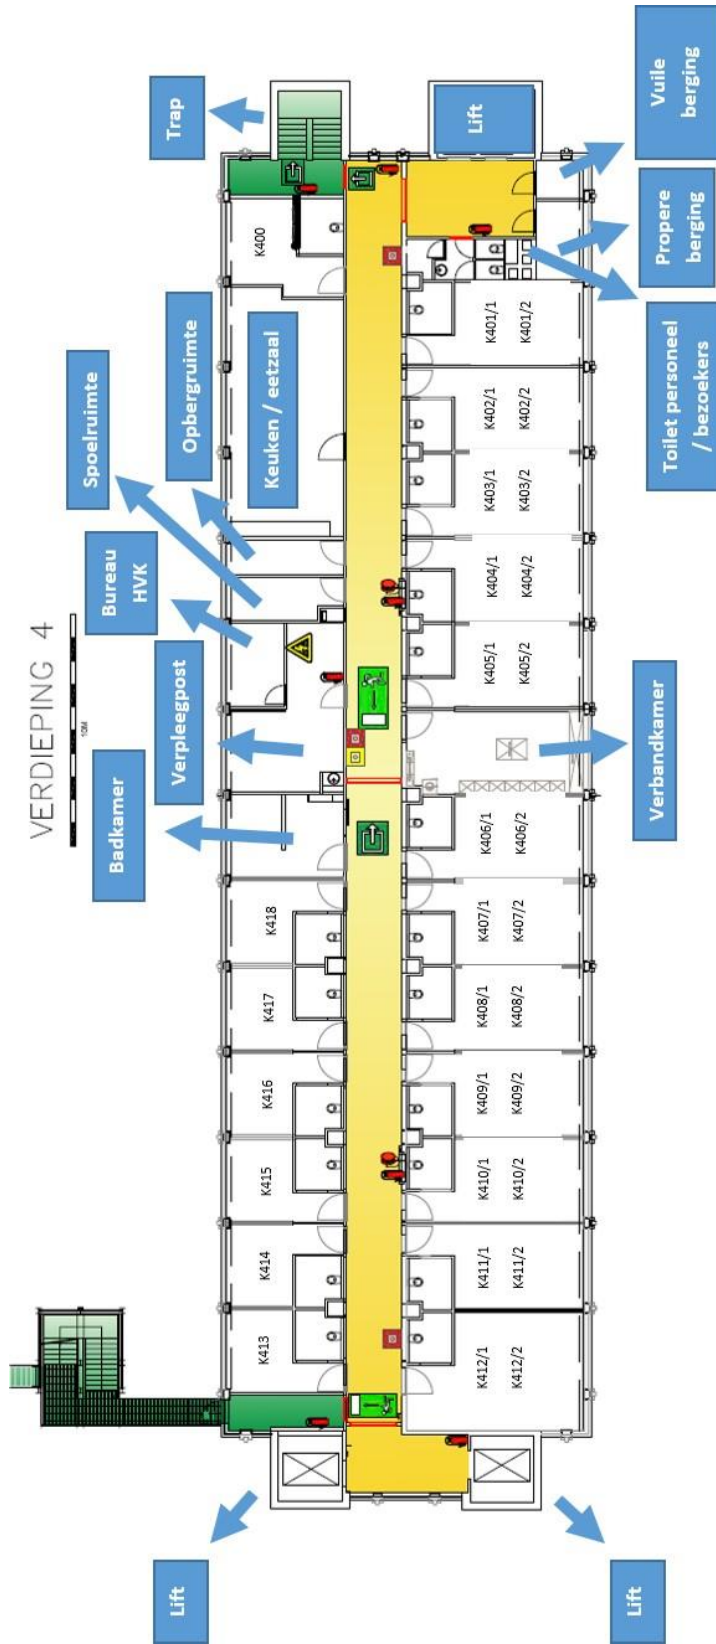 VERDIEPING 4
10M
Lift
Badkamer
Verpleegpost
Bureau
HVK
Spoelruimte
Opbergruimte
Keuken / eetzaal
Trap
K413
K414
K415
K416
K417
K418
K400
Lift
K412/1
K412/2
K411/1
K411/2
K410/1
K410/2
K409/1
K409/2
K408/1
K408/2
K407/1
K407/2
K406/1
K406/2
K405/1
K405/2
K404/1
K404/2
K403/1
K403/2
K402/1
K402/2
K401/1
K401/2
Lift
Verbandkamer
Toilet personeel
/ bezoekers
Propere
berging
Vuile
berging